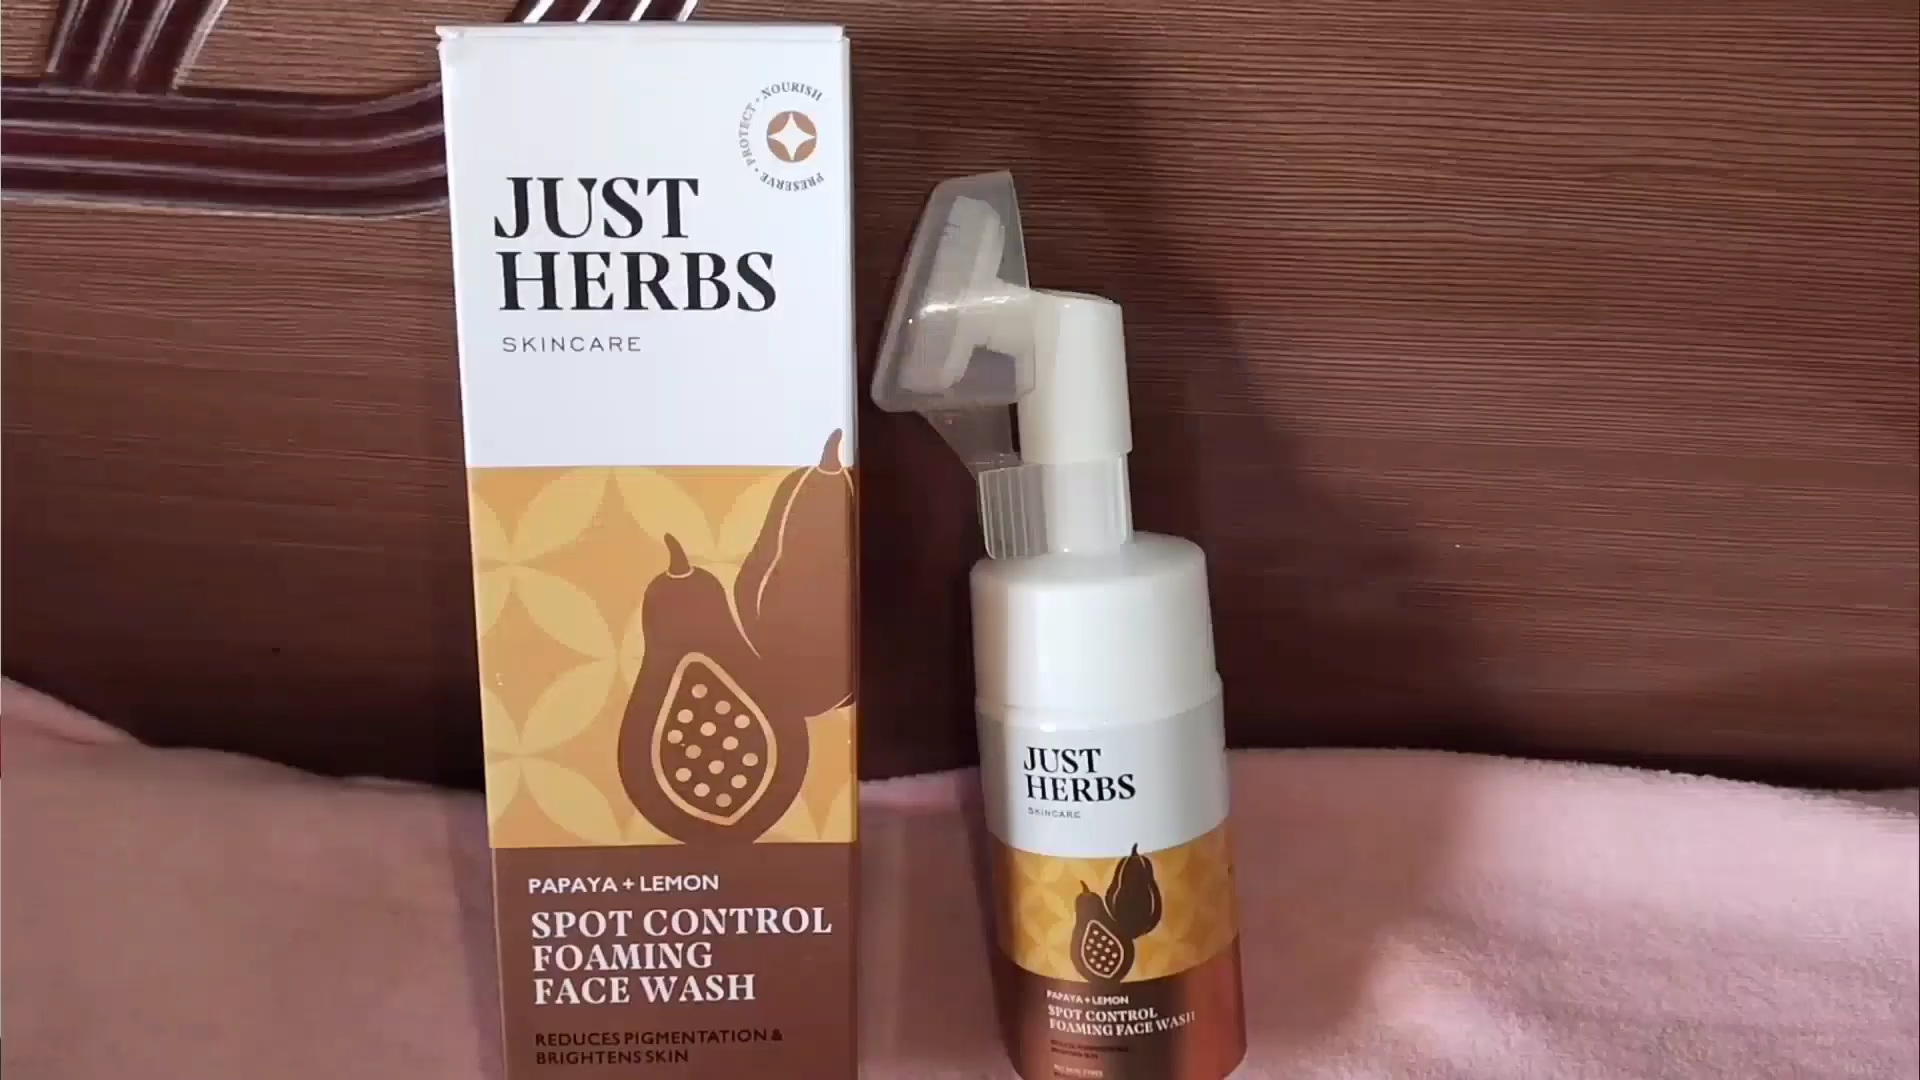 NOURISH • PROTECT • PRESERVE
JUST
HERBS
SKINCARE
PAPAYA + LEMON
SPOT CONTROL
FOAMING
FACE WASH
REDUCES PIGMENTATION &
BRIGHTENS SKIN
JUST
HERBS
SKINCARE
PAPAYA + LEMON
SPOT CONTROL
FOAMING FACE WASH